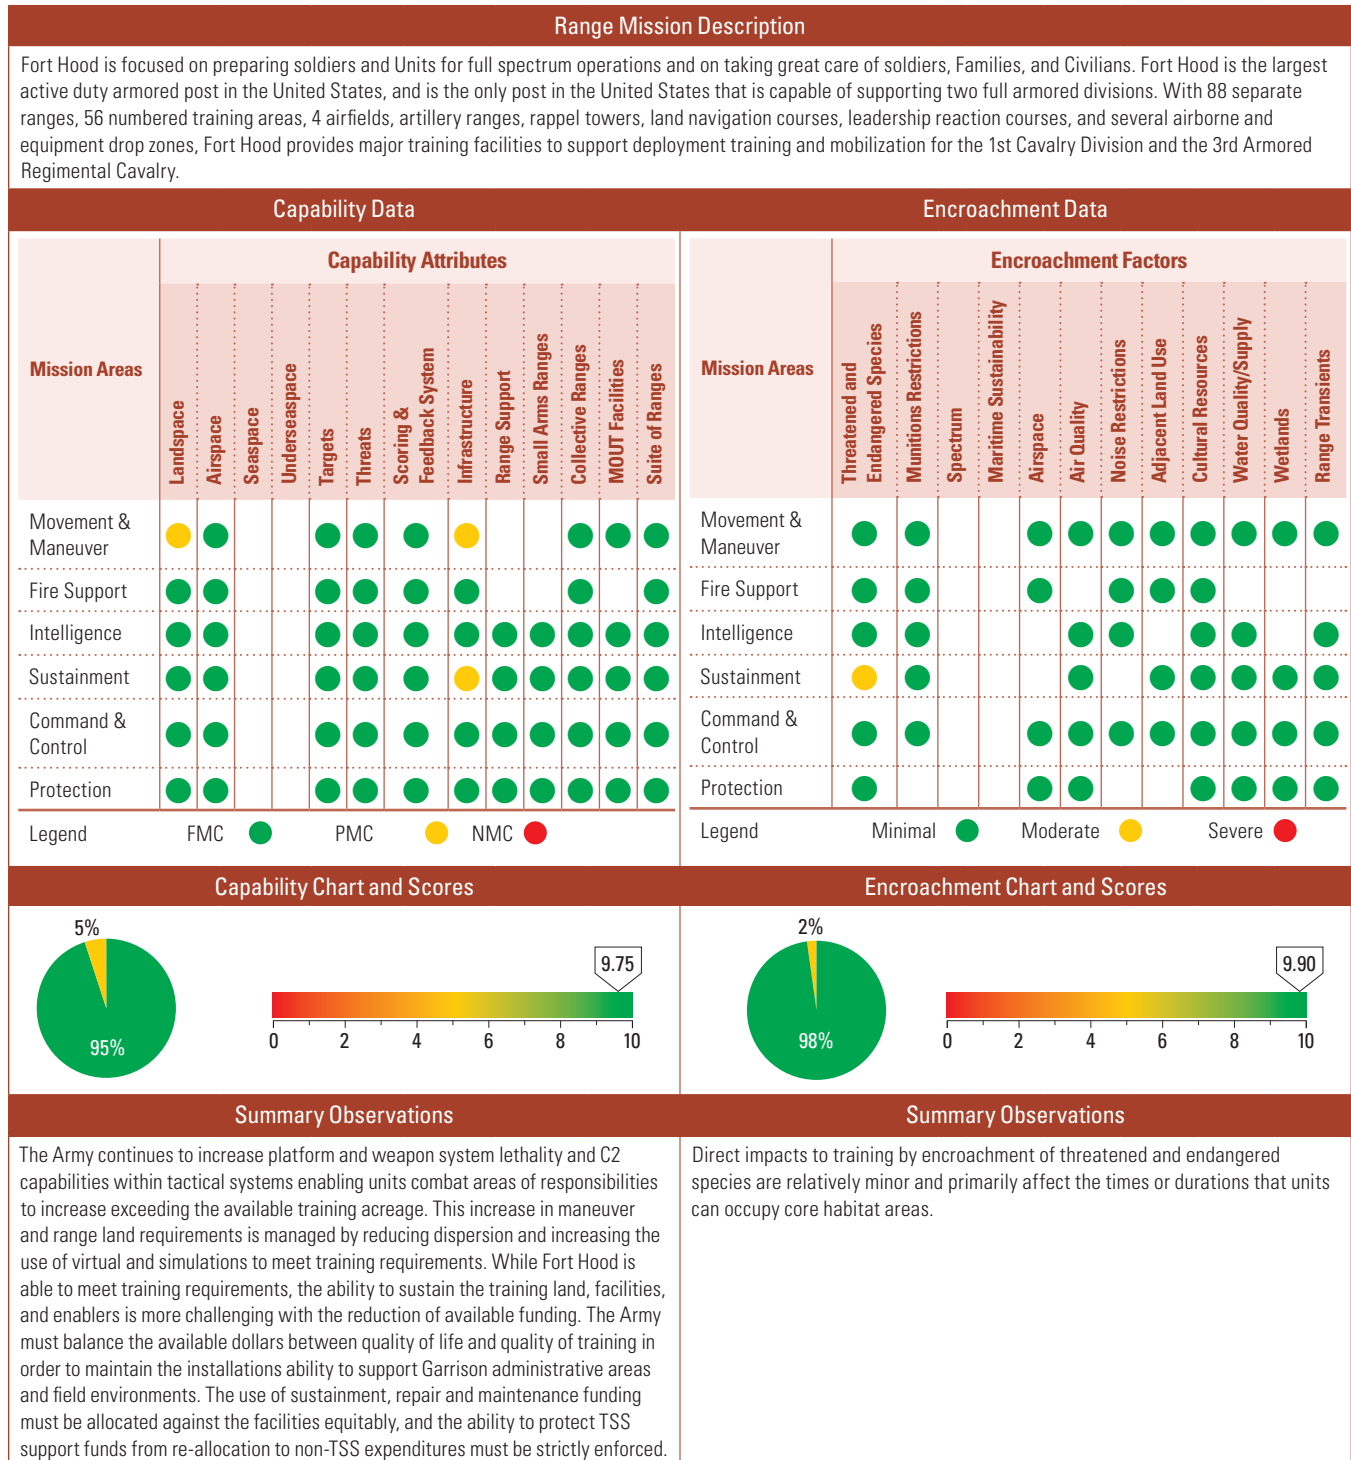 Range Mission Description
Fort Hood is focused on preparing soldiers and Units for full spectrum operations and on taking great care of soldiers, Families, and Civilians. Fort Hood is the largest
active duty armored post in the United States, and is the only post in the United States that is capable of supporting two full armored divisions. With 88 separate
ranges, 56 numbered training areas, 4 airfields, artillery ranges, rappel towers, land navigation courses, leadership reaction courses, and several airborne and
equipment drop zones, Fort Hood provides major training facilities to support deployment training and mobilization for the 1st Cavalry Division and the 3rd Armored
Regimental Cavalry.
Capability Data
Mission Areas
Capability Attributes
Landspace
Airspace
Seaspace
Underseaspace
Targets
Threats
Scoring &
Feedback System
Infrastructure
Range Support
Small Arms Ranges
Collective Ranges
MOUT Facilities
Suite of Ranges
Movement &
Maneuver
Fire Support
Intelligence
Sustainment
Command &
Control
Protection
Legend FMC PMC NMC
Encroachment Data
Mission Areas
Encroachment Factors
Threatened and
Endangered Species
Munitions Restrictions
Spectrum
Maritime Sustainability
Airspace
Air Quality
Noise Restrictions
Adjacent Land Use
Cultural Resources
Water Quality/Supply
Wetlands
Range Transients
Movement &
Maneuver
Fire Support
Intelligence
Sustainment
Command &
Control
Protection
Legend Minimal Moderate Severe
Capability Chart and Scores
5%
95%
9.75
0 2 4 6 8 10
Encroachment Chart and Scores
2%
98%
9.90
0 2 4 6 8 10
Summary Observations
The Army continues to increase platform and weapon system lethality and C2
capabilities within tactical systems enabling units combat areas of responsibilities
to increase exceeding the available training acreage. This increase in maneuver
and range land requirements is managed by reducing dispersion and increasing the
use of virtual and simulations to meet training requirements. While Fort Hood is
able to meet training requirements, the ability to sustain the training land, facilities,
and enablers is more challenging with the reduction of available funding. The Army
must balance the available dollars between quality of life and quality of training in
order to maintain the installations ability to support Garrison administrative areas
and field environments. The use of sustainment, repair and maintenance funding
must be allocated against the facilities equitably, and the ability to protect TSS
support funds from re-allocation to non-TSS expenditures must be strictly enforced.
Summary Observations
Direct impacts to training by encroachment of threatened and endangered
species are relatively minor and primarily affect the times or durations that units
can occupy core habitat areas.